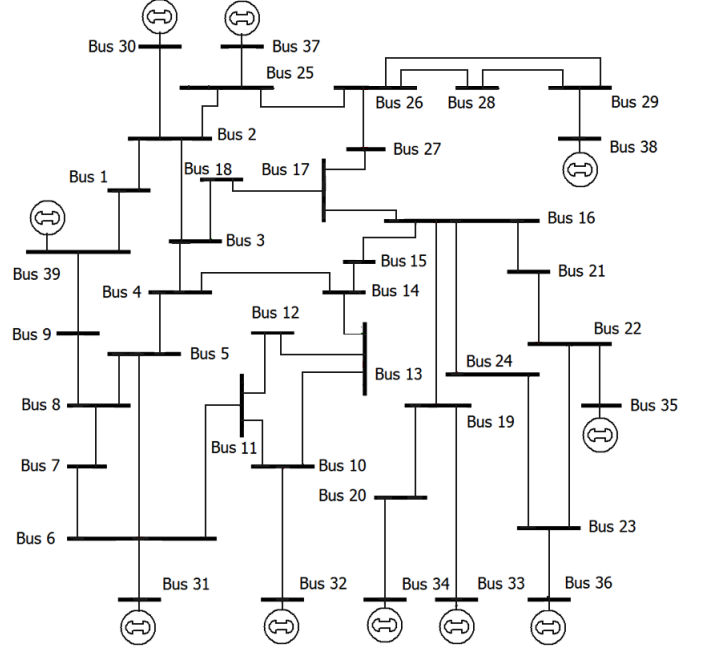 Bus 30
Bus 37
Bus 25
Bus 26
Bus 28
Bus 29
Bus 2
Bus 27
Bus 38
Bus 18
Bus 17
Bus 1
Bus 16
Bus 3
Bus 15
Bus 39
Bus 21
Bus 4
Bus 14
Bus 12
Bus 9
Bus 22
Bus 5
Bus 24
Bus 13
Bus 8
Bus 35
Bus 19
Bus 11
Bus 7
Bus 10
Bus 20
Bus 23
Bus 6
Bus 31
Bus 32
Bus 34
Bus 33
Bus 36